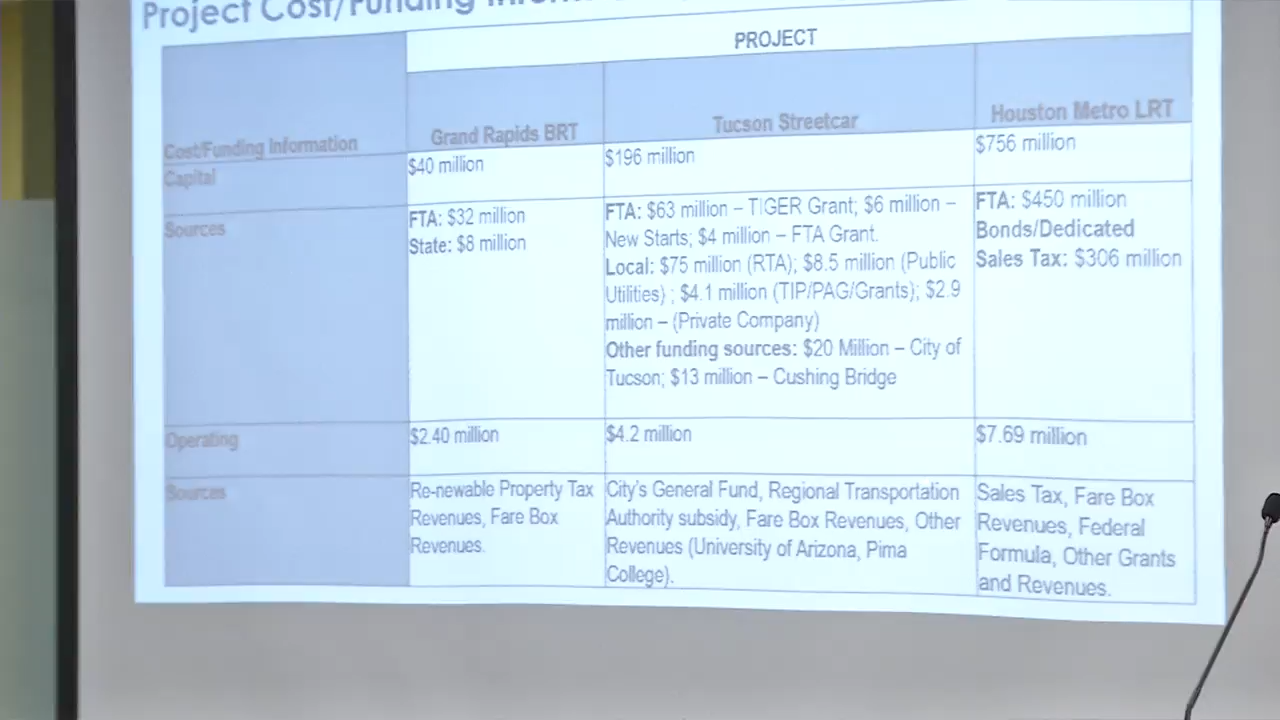 Project Cost/Funding
PROJECT
Cost/Funding Information
Grand Rapids BRT
Tucson Streetcar
Houston Metro LRT
Capital
$40 million
$196 million
$756 million
Sources
FTA: $32 million
State: $8 million
FTA: $63 million – TIGER Grant; $6 million –
New Starts; $4 million – FTA Grant.
Local: $75 million (RTA); $8.5 million (Public
Utilities) ; $4.1 million (TIP/PAG/Grants); $2.9
million – (Private Company)
Other funding sources: $20 Million – City of
Tucson; $13 million – Cushing Bridge
FTA: $450 million
Bonds/Dedicated
Sales Tax: $306 million
Operating
$2.40 million
$4.2 million
$7.69 million
Sources
Re-newable Property Tax
Revenues, Fare Box
Revenues.
City's General Fund, Regional Transportation
Authority subsidy, Fare Box Revenues, Other
Revenues (University of Arizona, Pima
College).
Sales Tax, Fare Box
Revenues, Federal
Formula, Other Grants
and Revenues.